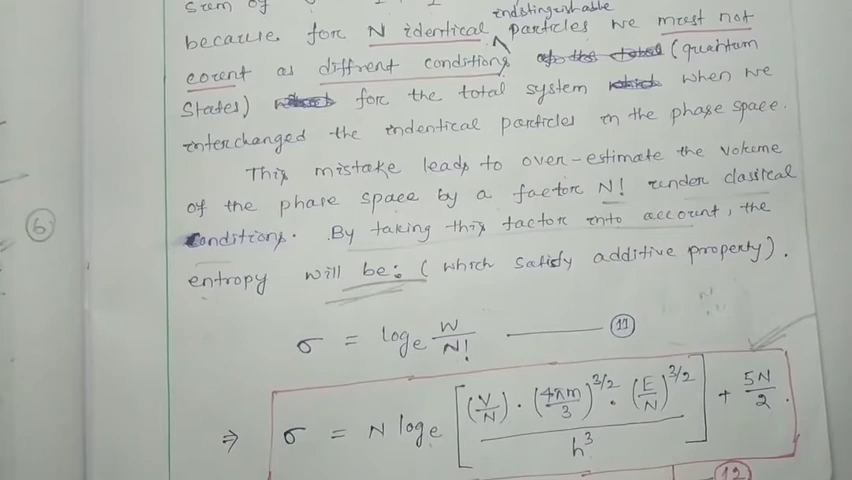 indistinguishable
because for N identical particles we must not
count as diffrent conditions (quantum
States) for the total system when we
interchanged the indentical particles in the phase space.
This mistake leads to over-estimate the volume
of the phase space by a factor N! under classical
conditions. By taking this factor into account, the
entropy will be: (which satisfy additive property).
6
σ = logₑ W/N! ——— 11
⇒ σ = N logₑ [ (V/N) · (4πm/3)^3/2 · (E/N)^3/2 / h³ ] + 5N/2 .
12